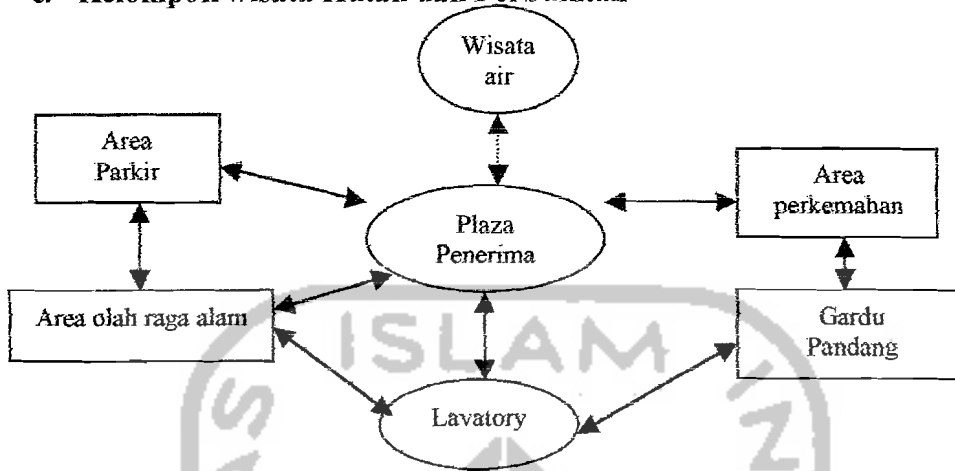 Wisata
air
Area
Parkir
Area
perkemahan
Plaza
Penerima
Area olah raga alam
Gardu
Pandang
ISLAM
Lavatory